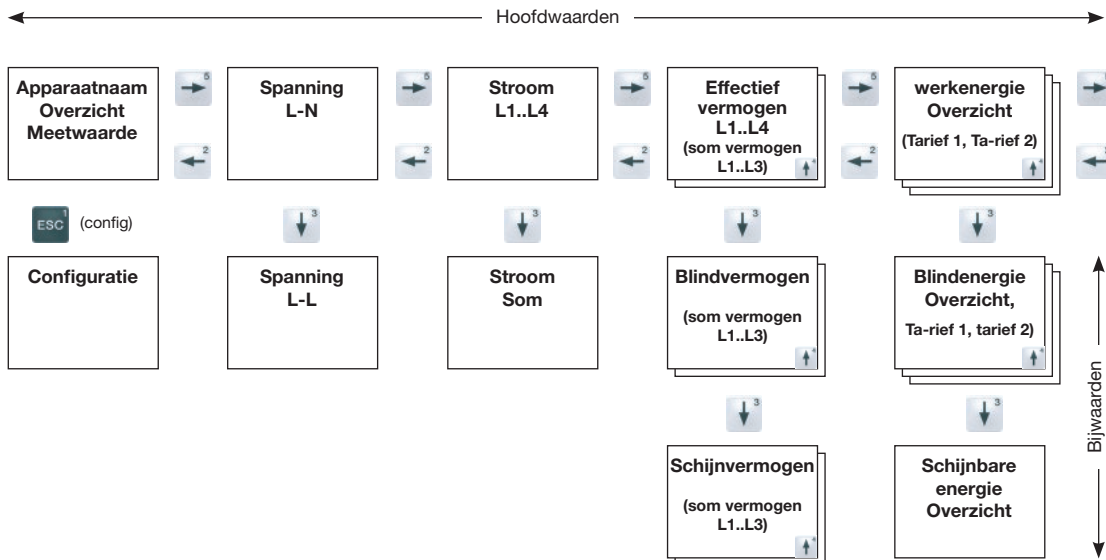 Hoofdwaarden
Apparaatnaam
Overzicht
Meetwaarde
5
2
Spanning
L-N
5
2
Stroom
L1..L4
5
2
Effectief
vermogen
L1..L4
(som vermogen
L1..L3)
4
5
2
werkenergie
Overzicht
(Tarief 1, Ta-rief 2)
4
ESC 1
(config)
3
3
3
3
Configuratie
Spanning
L-L
Stroom
Som
Blindvermogen
(som vermogen
L1..L3)
4
Blindenergie
Overzicht,
Ta-rief 1, tarief 2)
4
Bijwaarden
3
3
Schijnvermogen
(som vermogen
L1..L3)
4
Schijnbare
energie
Overzicht